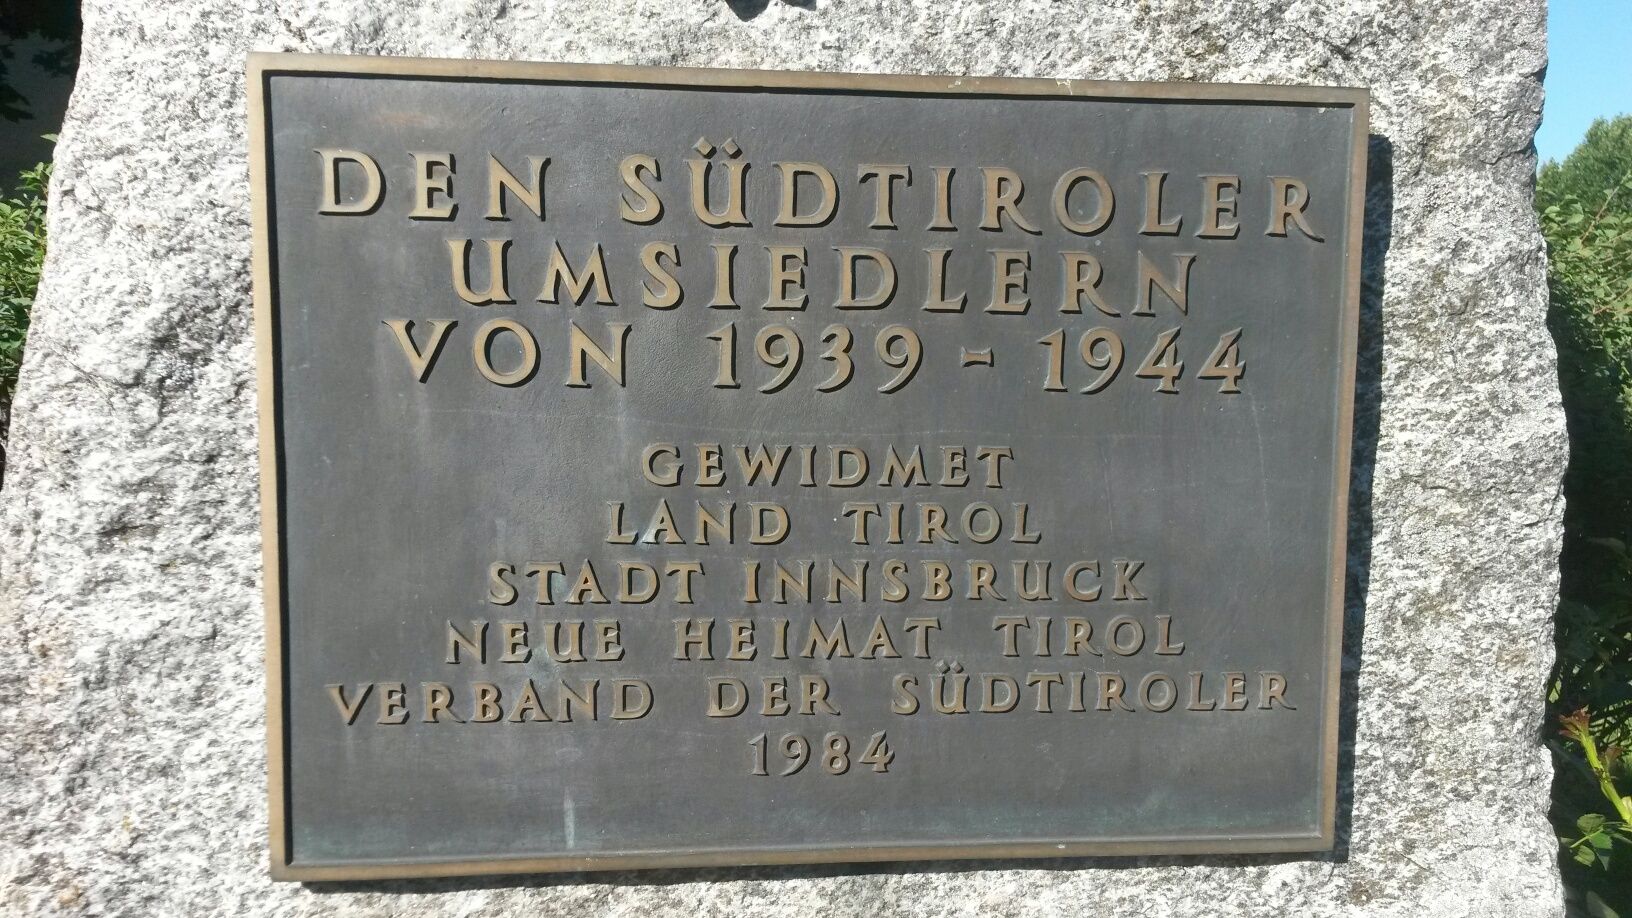 DEN SÜDTIROLER
UMSIEDLERN
VON 1939 - 1944
GEWIDMET
LAND TIROL
STADT INNSBRUCK
NEUE HEIMAT TIROL
VERBAND DER SÜDTIROLER
1984